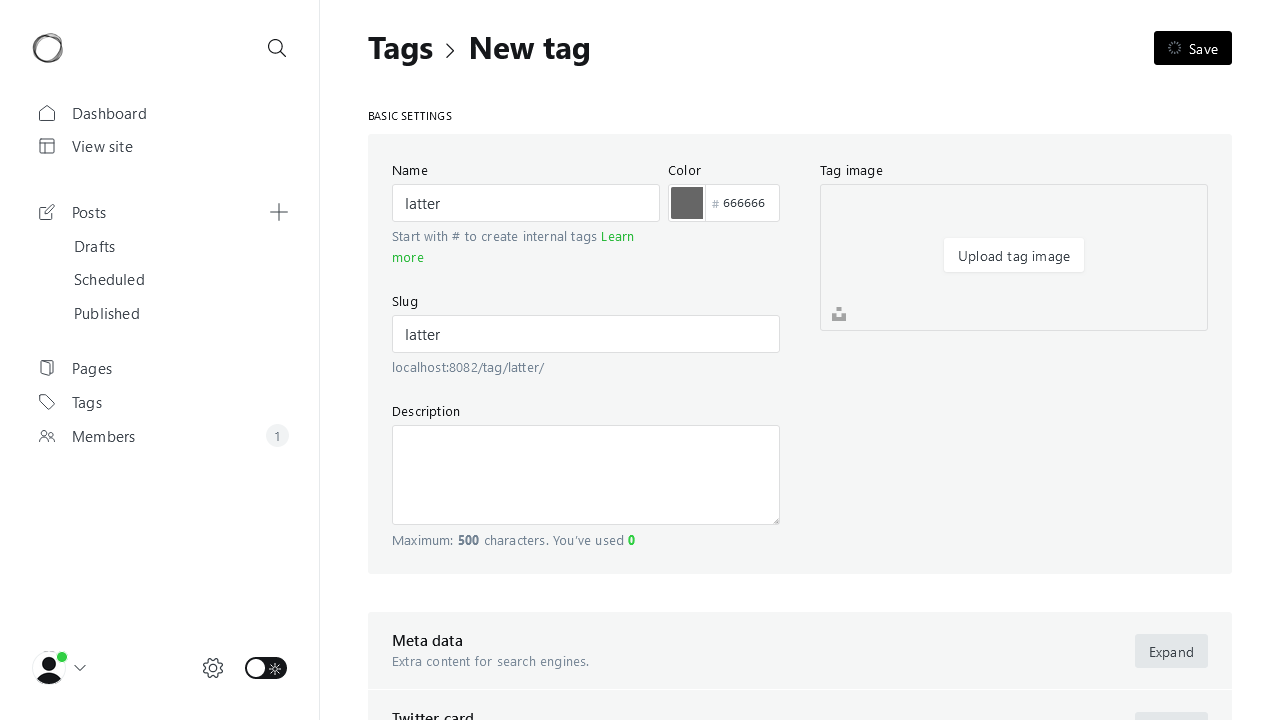 Tags > New tag
Save
Dashboard
View site
Posts
Drafts
Scheduled
Published
Pages
Tags
Members
1
BASIC SETTINGS
Name
latter
Start with # to create internal tags Learn
more
Color
# 666666
Slug
latter
localhost:8082/tag/latter/
Description
Maximum: 500 characters. You've used 0
Tag image
Upload tag image
Meta data
Extra content for search engines.
Expand
Twitter card